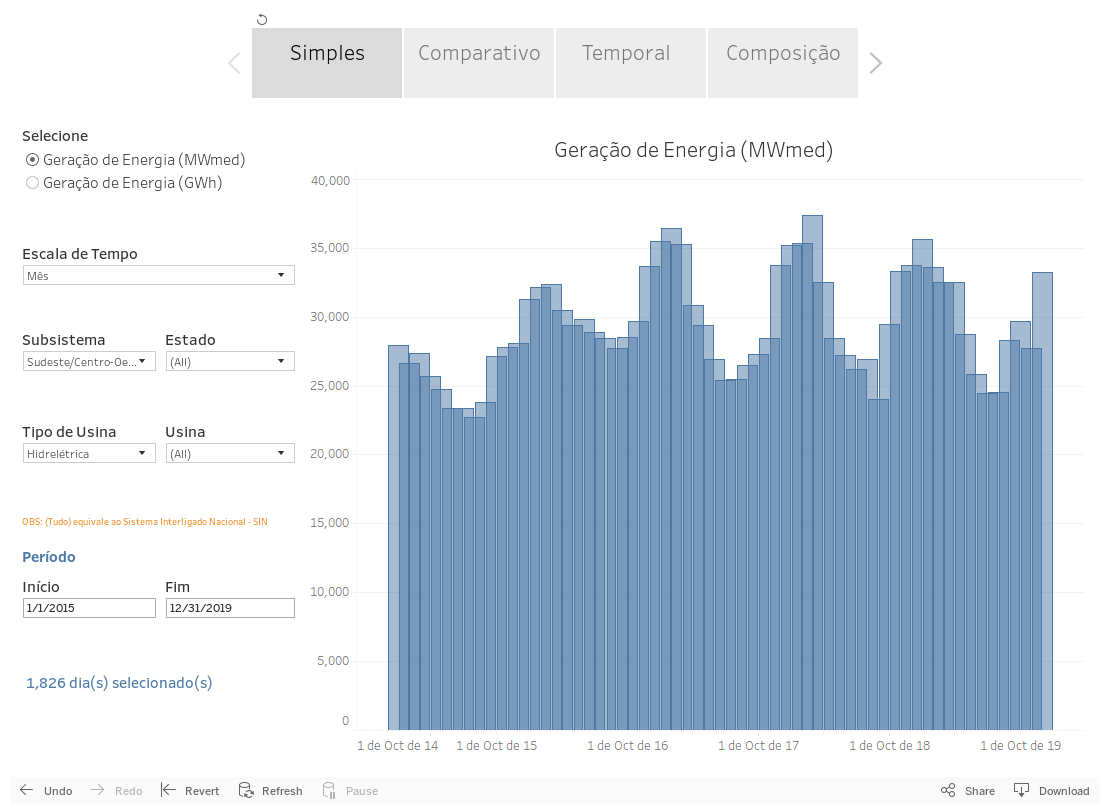 Simples
Comparativo
Temporal
Composição
Selecione
Geração de Energia (MWmed)
Geração de Energia (GWh)
Escala de Tempo
Mês
Subsistema
Estado
Sudeste/Centro-Oe...
(All)
Tipo de Usina
Usina
Hidrelétrica
(All)
OBS: (Tudo) equivale ao Sistema Interligado Nacional - SIN
Período
Início
Fim
1/1/2015
12/31/2019
1,826 dia(s) selecionado(s)
Geração de Energia (MWmed)
40,000
35,000
30,000
25,000
20,000
15,000
10,000
5,000
0
1 de Oct de 14
1 de Oct de 15
1 de Oct de 16
1 de Oct de 17
1 de Oct de 18
1 de Oct de 19
Undo
Redo
Revert
Refresh
Pause
Share
Download